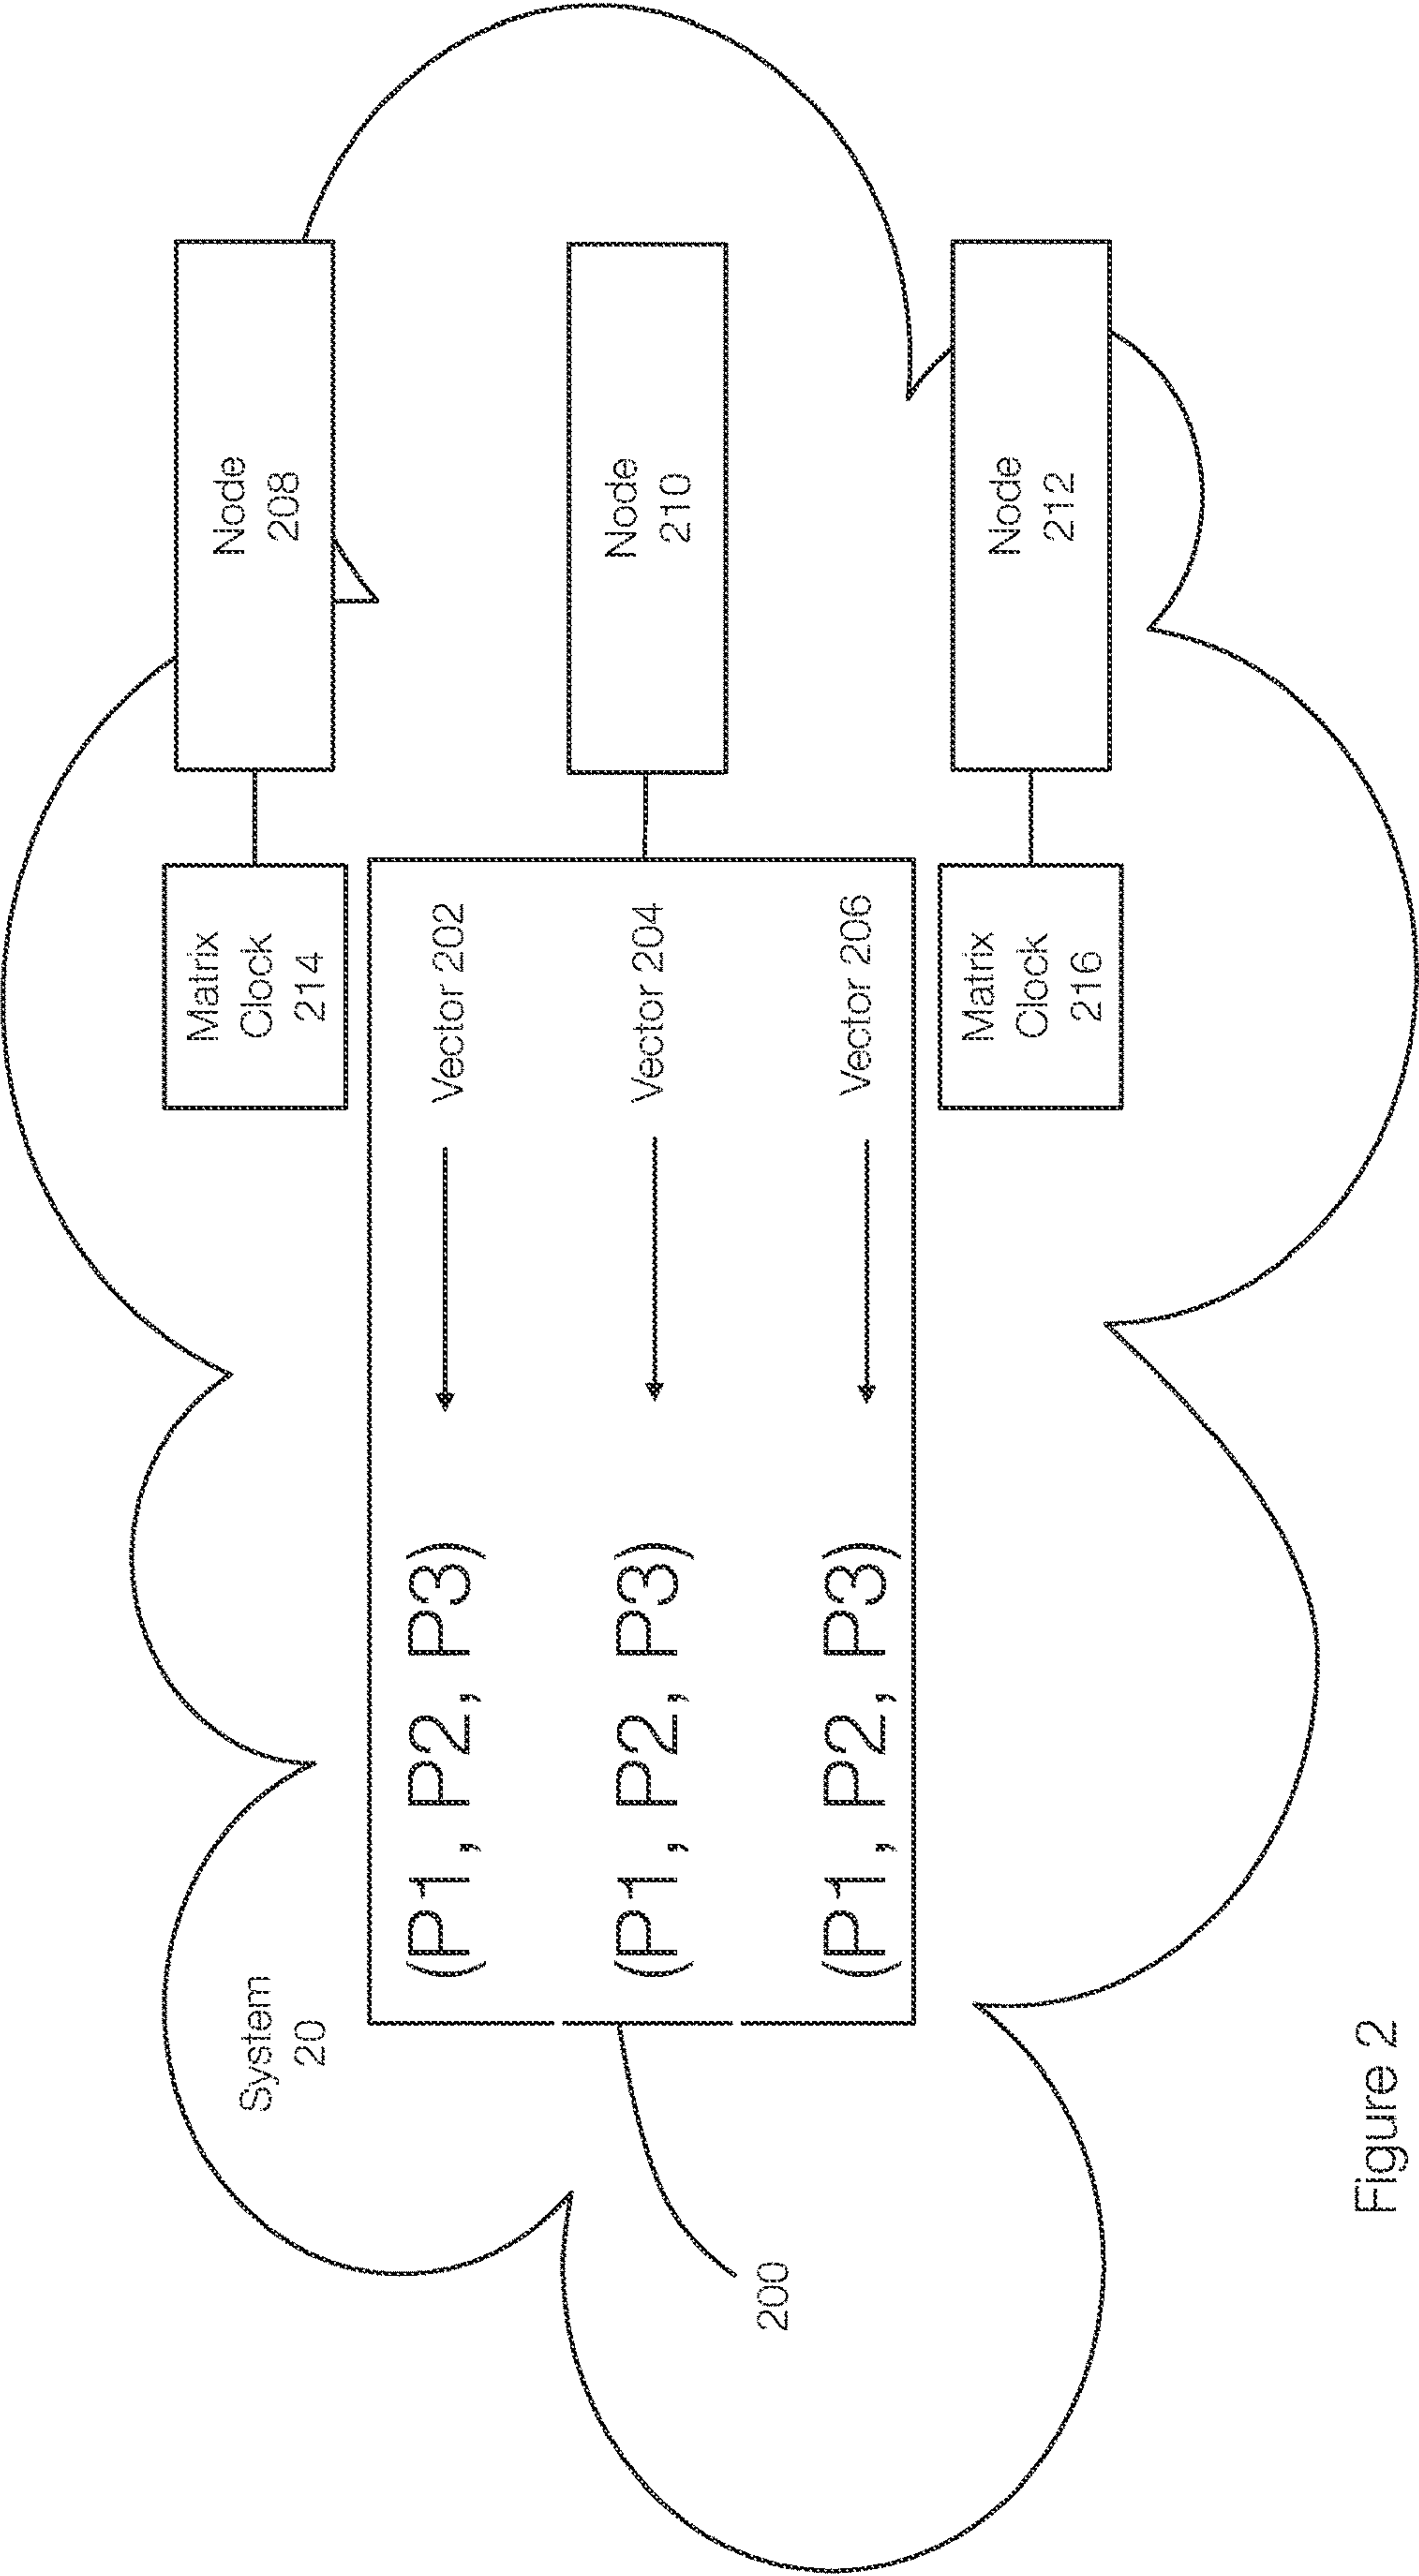 System
20
Matrix
Clock
214
Node
208
(P1, P2, P3)
Vector 202
(P1, P2, P3)
Vector 204
Node
210
(P1, P2, P3)
Vector 206
200
Matrix
Clock
216
Node
212
Figure 2